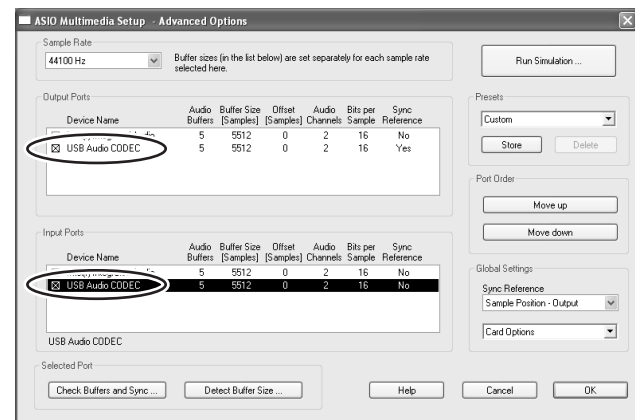 ASIO Multimedia Setup - Advanced Options
Sample Rate
44100 Hz
Buffer sizes (in the list below) are set separately for each sample rate
selected here.
Run Simulation ...
Output Ports
Device Name
Audio Buffers
Buffer Size [Samples]
Offset [Samples]
Audio Channels
Bits per Sample
Sync Reference
5 5512 0 2 16 No
USB Audio CODEC 5 5512 0 2 16 Yes
Presets
Custom
Store
Delete
Port Order
Move up
Move down
Input Ports
Device Name
Audio Buffers
Buffer Size [Samples]
Offset [Samples]
Audio Channels
Bits per Sample
Sync Reference
5 5512 0 2 16 No
USB Audio CODEC 5 5512 0 2 16 No
USB Audio CODEC
Global Settings
Sync Reference
Sample Position - Output
Card Options
Selected Port
Check Buffers and Sync ...
Detect Buffer Size ...
Help
Cancel
OK